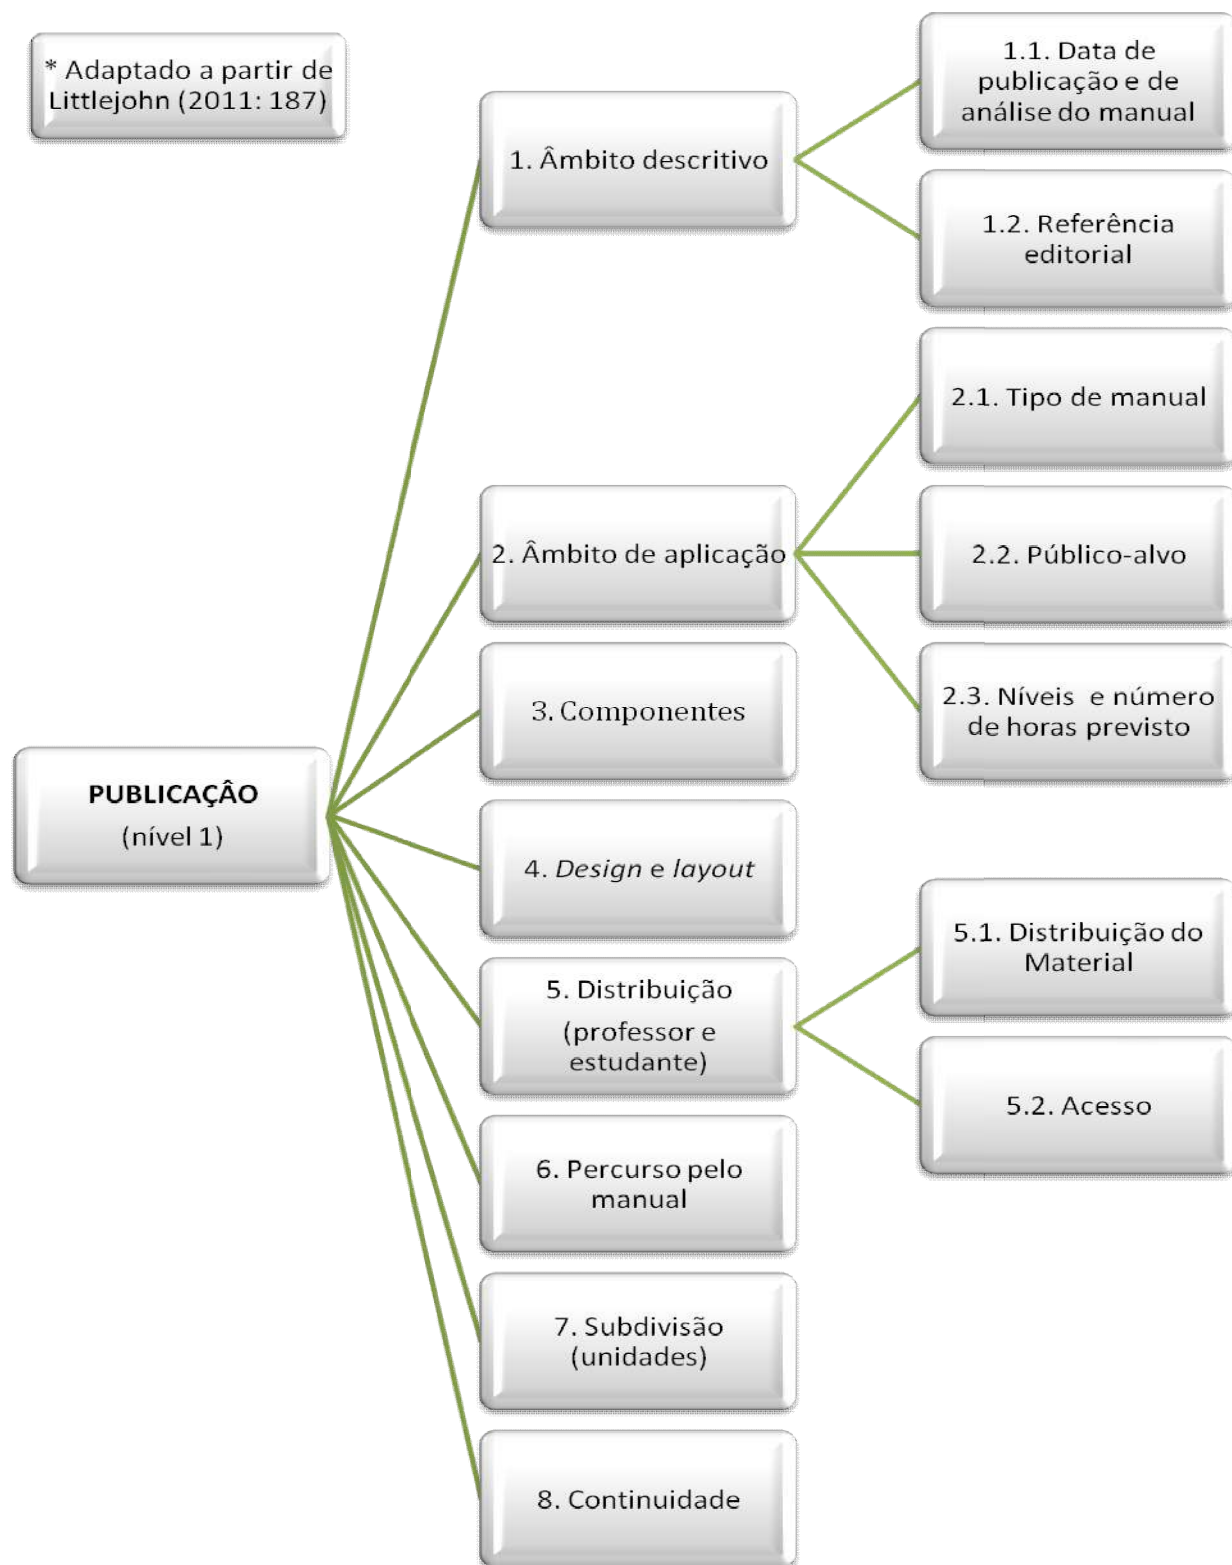 * Adaptado a partir de
Littlejohn (2011: 187)
PUBLICAÇÂO
(nível 1)
1. Âmbito descritivo
1.1. Data de
publicação e de
análise do manual
1.2. Referência
editorial
2. Âmbito de aplicação
2.1. Tipo de manual
2.2. Público-alvo
2.3. Níveis e número
de horas previsto
3. Componentes
4. Design e layout
5. Distribuição
(professor e
estudante)
5.1. Distribuição do
Material
5.2. Acesso
6. Percurso pelo
manual
7. Subdivisão
(unidades)
8. Continuidade